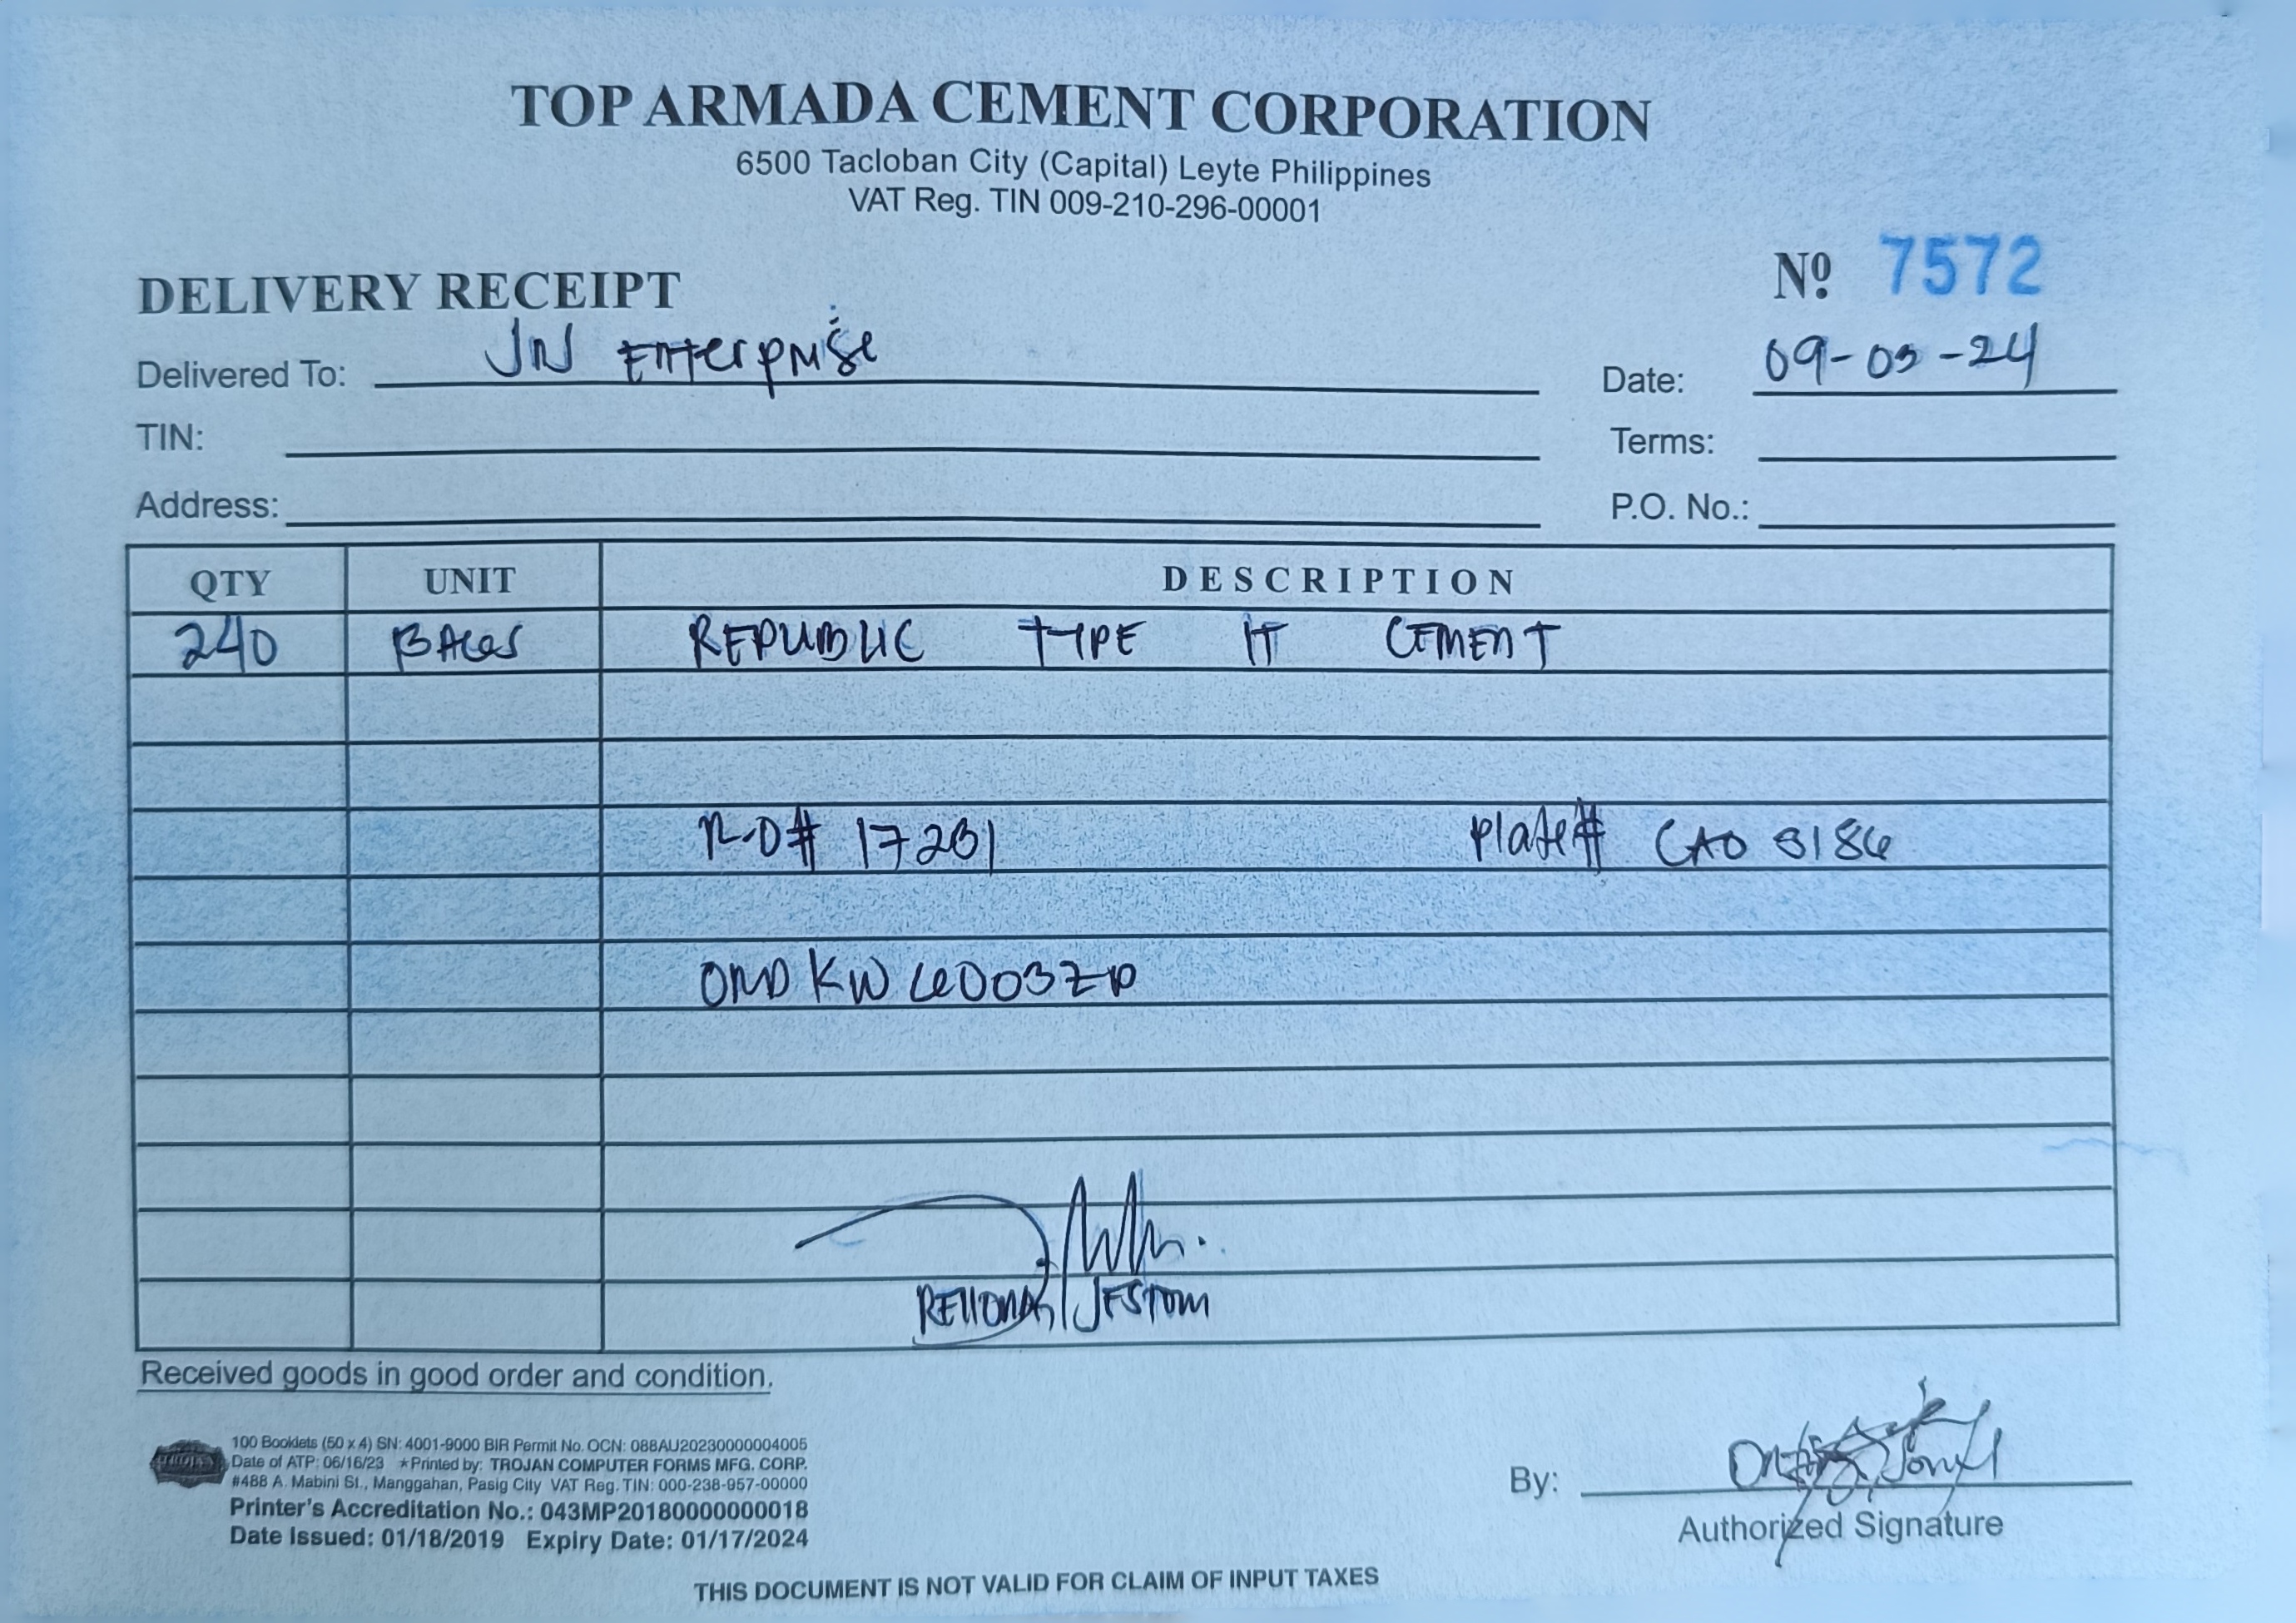 TOP ARMADA CEMENT CORPORATION
6500 Tacloban City (Capital) Leyte Philippines
VAT Reg. TIN 009-210-296-00001
DELIVERY RECEIPT
Nº 7572
Delivered To: JN Enterprise
Date: 09-03-24
TIN:
Terms:
Address:
P.O. No.:
QTY UNIT DESCRIPTION
240 BAGS REPUBLIC TYPE IT CEMENT
Plate# CAO
Received goods in good order and condition.
100 Booklets (50 x 4) SN: 4001-9000 BIR Permit No. OCN: 088AU20230000004005
Date of ATP: 06/16/23 ★Printed by: TROJAN COMPUTER FORMS MFG. CORP.
#488 A. Mabini St., Manggahan, Pasig City VAT Reg. TIN: 000-238-957-00000
Printer's Accreditation No.: 043MP20180000000018
Date Issued: 01/18/2019 Expiry Date: 01/17/2024
By:
Authorized Signature
THIS DOCUMENT IS NOT VALID FOR CLAIM OF INPUT TAXES